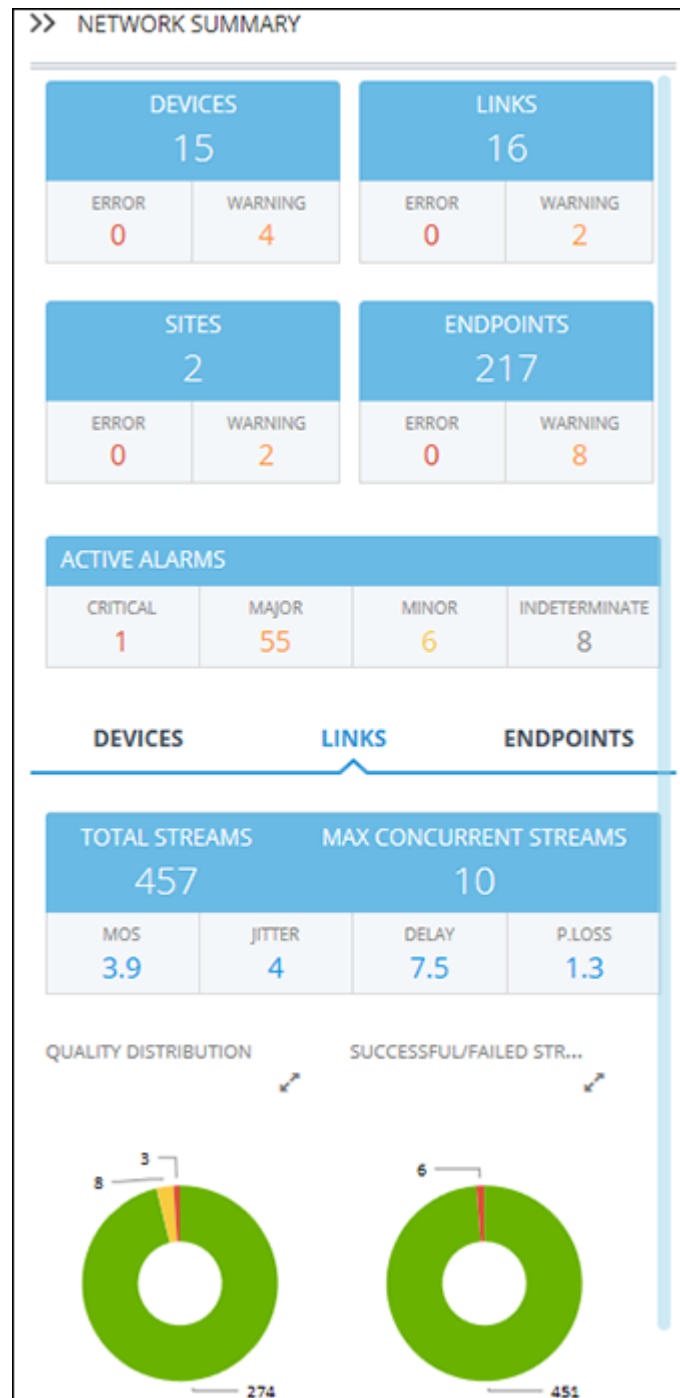 NETWORK SUMMARY
DEVICES
15
ERROR WARNING
0 4
LINKS
16
ERROR WARNING
0 2
SITES
2
ERROR WARNING
0 2
ENDPOINTS
217
ERROR WARNING
0 8
ACTIVE ALARMS
CRITICAL MAJOR MINOR INDETERMINATE
1 55 6 8
DEVICES LINKS ENDPOINTS
TOTAL STREAMS MAX CONCURRENT STREAMS
457 10
MOS JITTER DELAY P.LOSS
3.9 4 7.5 1.3
QUALITY DISTRIBUTION
3
8
274
SUCCESSFUL/FAILED STR...
6
451